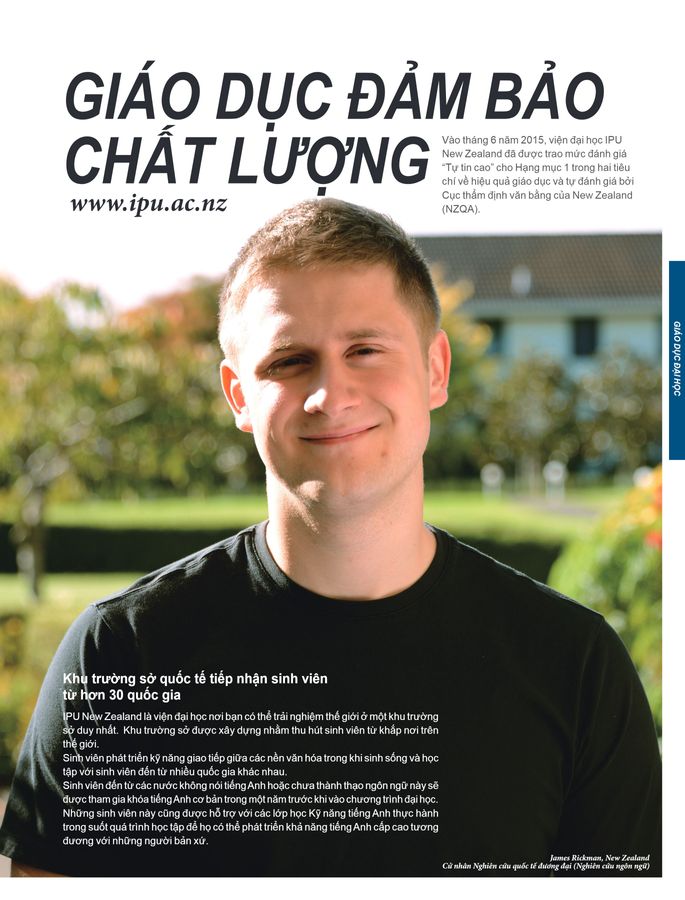 GIÁO DỤC ĐẢM BẢO
CHẤT LƯỢNG
www.ipu.ac.nz
Vào tháng 6 năm 2015, viện đại học IPU
New Zealand đã được trao mức đánh giá
“Tự tin cao” cho Hạng mục 1 trong hai tiêu
chí về hiệu quả giáo dục và tự đánh giá bởi
Cục thẩm định văn bằng của New Zealand
(NZQA).
GIÁO DỤC ĐẠI HỌC
Khu trường sở quốc tế tiếp nhận sinh viên
từ hơn 30 quốc gia
IPU New Zealand là viện đại học nơi bạn có thể trải nghiệm thế giới ở một khu trường
sở duy nhất. Khu trường sở được xây dựng nhằm thu hút sinh viên từ khắp nơi trên
thế giới.
Sinh viên phát triển kỹ năng giao tiếp giữa các nền văn hóa trong khi sinh sống và học
tập với sinh viên đến từ nhiều quốc gia khác nhau.
Sinh viên đến từ các nước không nói tiếng Anh hoặc chưa thành thạo ngôn ngữ này sẽ
được tham gia khóa tiếng Anh cơ bản trong một năm trước khi vào chương trình đại học.
Những sinh viên này cũng được hỗ trợ với các lớp học Kỹ năng tiếng Anh thực hành
trong suốt quá trình học tập để họ có thể phát triển khả năng tiếng Anh cấp cao tương
đương với những người bản xứ.
James Rickman, New Zealand
Cử nhân Nghiên cứu quốc tế đương đại (Nghiên cứu ngôn ngữ)